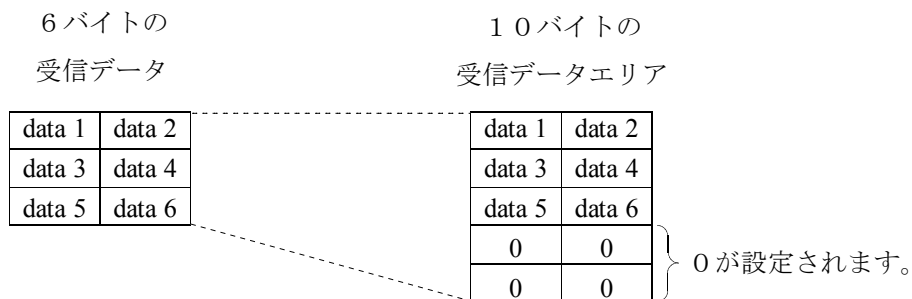 6バイトの
受信データ
10バイトの
受信データエリア
data 1 data 2
data 3 data 4
data 5 data 6
data 1 data 2
data 3 data 4
data 5 data 6
0 0
0 0
0が設定されます。